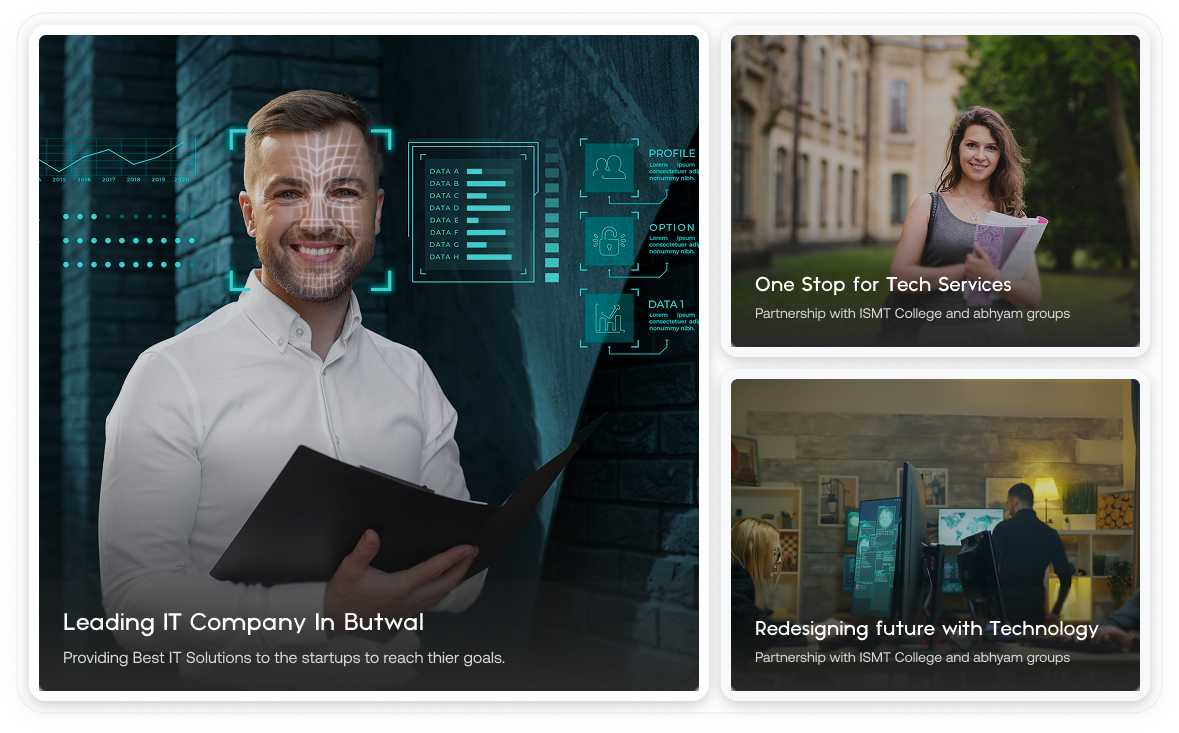 2015 2016 2017 2018 2019 2020
DATA A
DATA B
DATA C
DATA D
DATA E
DATA F
DATA G
DATA H
PROFILE
Lorem ipsum
consectetuer adip
nonummy nibh.
OPTION
Lorem ipsum
consectetuer adip
nonummy nibh.
DATA 1
Lorem ipsum
consectetuer adip
nonummy nibh.
Leading IT Company In Butwal
Providing Best IT Solutions to the startups to reach thier goals.
One Stop for Tech Services
Partnership with ISMT College and abhyam groups
Redesigning future with Technology
Partnership with ISMT College and abhyam groups